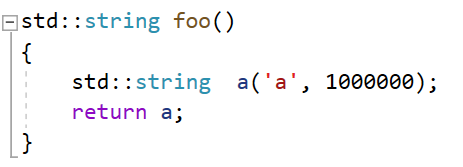 std::string foo()
{
    std::string  a('a', 1000000);
    return a;
}